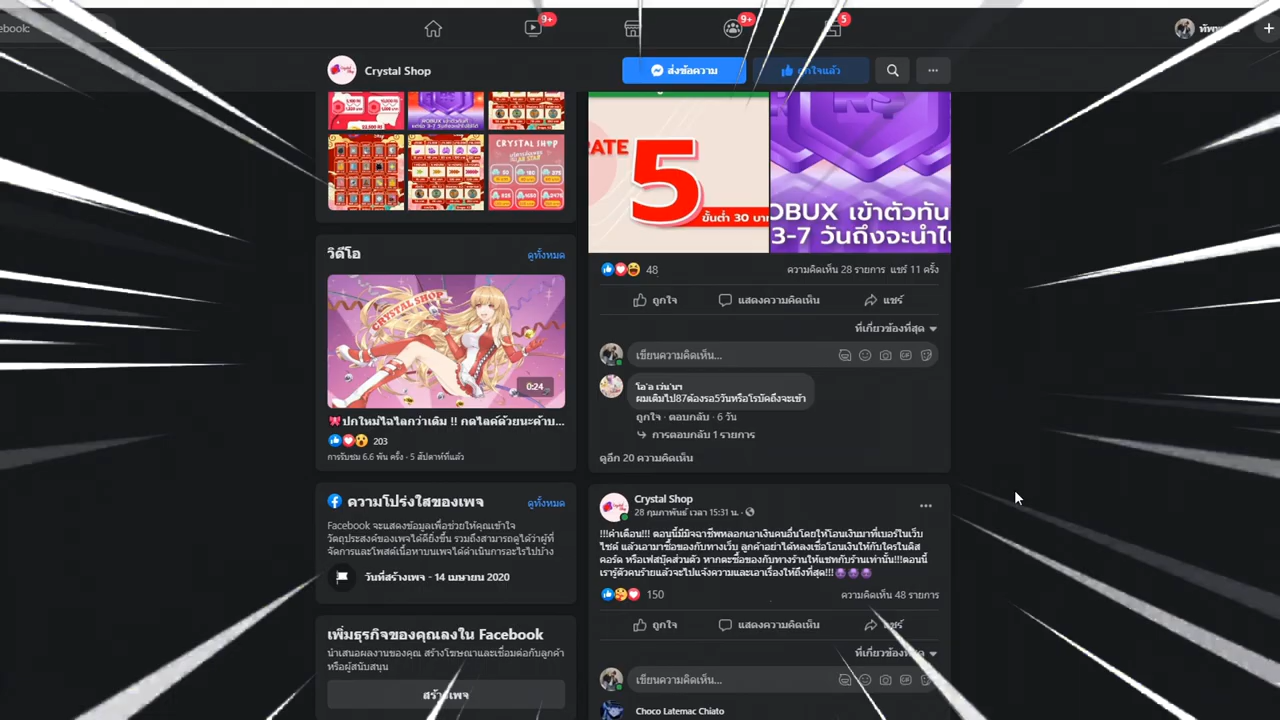 ebook:
9+
9+
5
Crystal Shop
ส่งข้อความ
ถูกใจแล้ว
CRYSTAL SHOP
RATE
5
ขั้นต่ำ 30 บาท
OBUX เข้าตัวทัน
3-7 วันถึงจะนำไป
48
ความคิดเห็น 28 รายการ แชร์ 11 ครั้ง
ถูกใจ
แสดงความคิดเห็น
แชร์
ที่เกี่ยวข้องที่สุด
เขียนความคิดเห็น...
ผมเติมไป87ต้องรอ5วันหรือโรบัคถึงจะเข้า
ถูกใจ · ตอบกลับ · 6 วัน
การตอบกลับ 1 รายการ
ดูอีก 20 ความคิดเห็น
วิดีโอ
ดูทั้งหมด
CRYSTAL SHOP
0:24
ปกใหม่ไฉไลกว่าเดิม !! กดไลค์ด้วยนะค้าบ...
203
การรับชม 6.6 พัน ครั้ง · 5 สัปดาห์ที่แล้ว
ความโปร่งใสของเพจ
ดูทั้งหมด
Facebook จะแสดงข้อมูลเพื่อช่วยให้คุณเข้าใจ
วัตถุประสงค์ของเพจได้ดียิ่งขึ้น รวมถึงสามารถดูได้ว่าผู้ที่
จัดการและโพสต์เนื้อหาบนเพจได้ดำเนินการอะไรไปบ้าง
วันที่สร้างเพจ - 14 เมษายน 2020
เพิ่มธุรกิจของคุณลงใน Facebook
นำเสนอผลงานของคุณ สร้างโฆษณาและเชื่อมต่อกับลูกค้า
หรือผู้สนับสนุน
สร้างเพจ
Crystal Shop
28 กุมภาพันธ์ เวลา 15:31 น. ·
!!!คำเตือน!!! ตอนนี้มีมิจฉาชีพหลอกเอาเงินคนอื่นโดยให้โอนเงินมาที่เบอร์ในเว็บ
ไซต์ แล้วเอามาซื้อของกับทางเว็บ ลูกค้าอย่าได้หลงเชื่อโอนเงินให้กับใครในดิส
คอร์ด หรือเฟสบุ๊คส่วนตัว หากตะซื้อของกับทางร้านให้แชทกับร้านเท่านั้น!!!ตอนนี้
เรารู้ตัวคนร้ายแล้วจะไปแจ้งความและเอาเรื่องให้ถึงที่สุด!!!
150
ความคิดเห็น 48 รายการ
ถูกใจ
แสดงความคิดเห็น
แชร์
ที่เกี่ยวข้องที่สุด
เขียนความคิดเห็น...
Choco Latemac Chiato